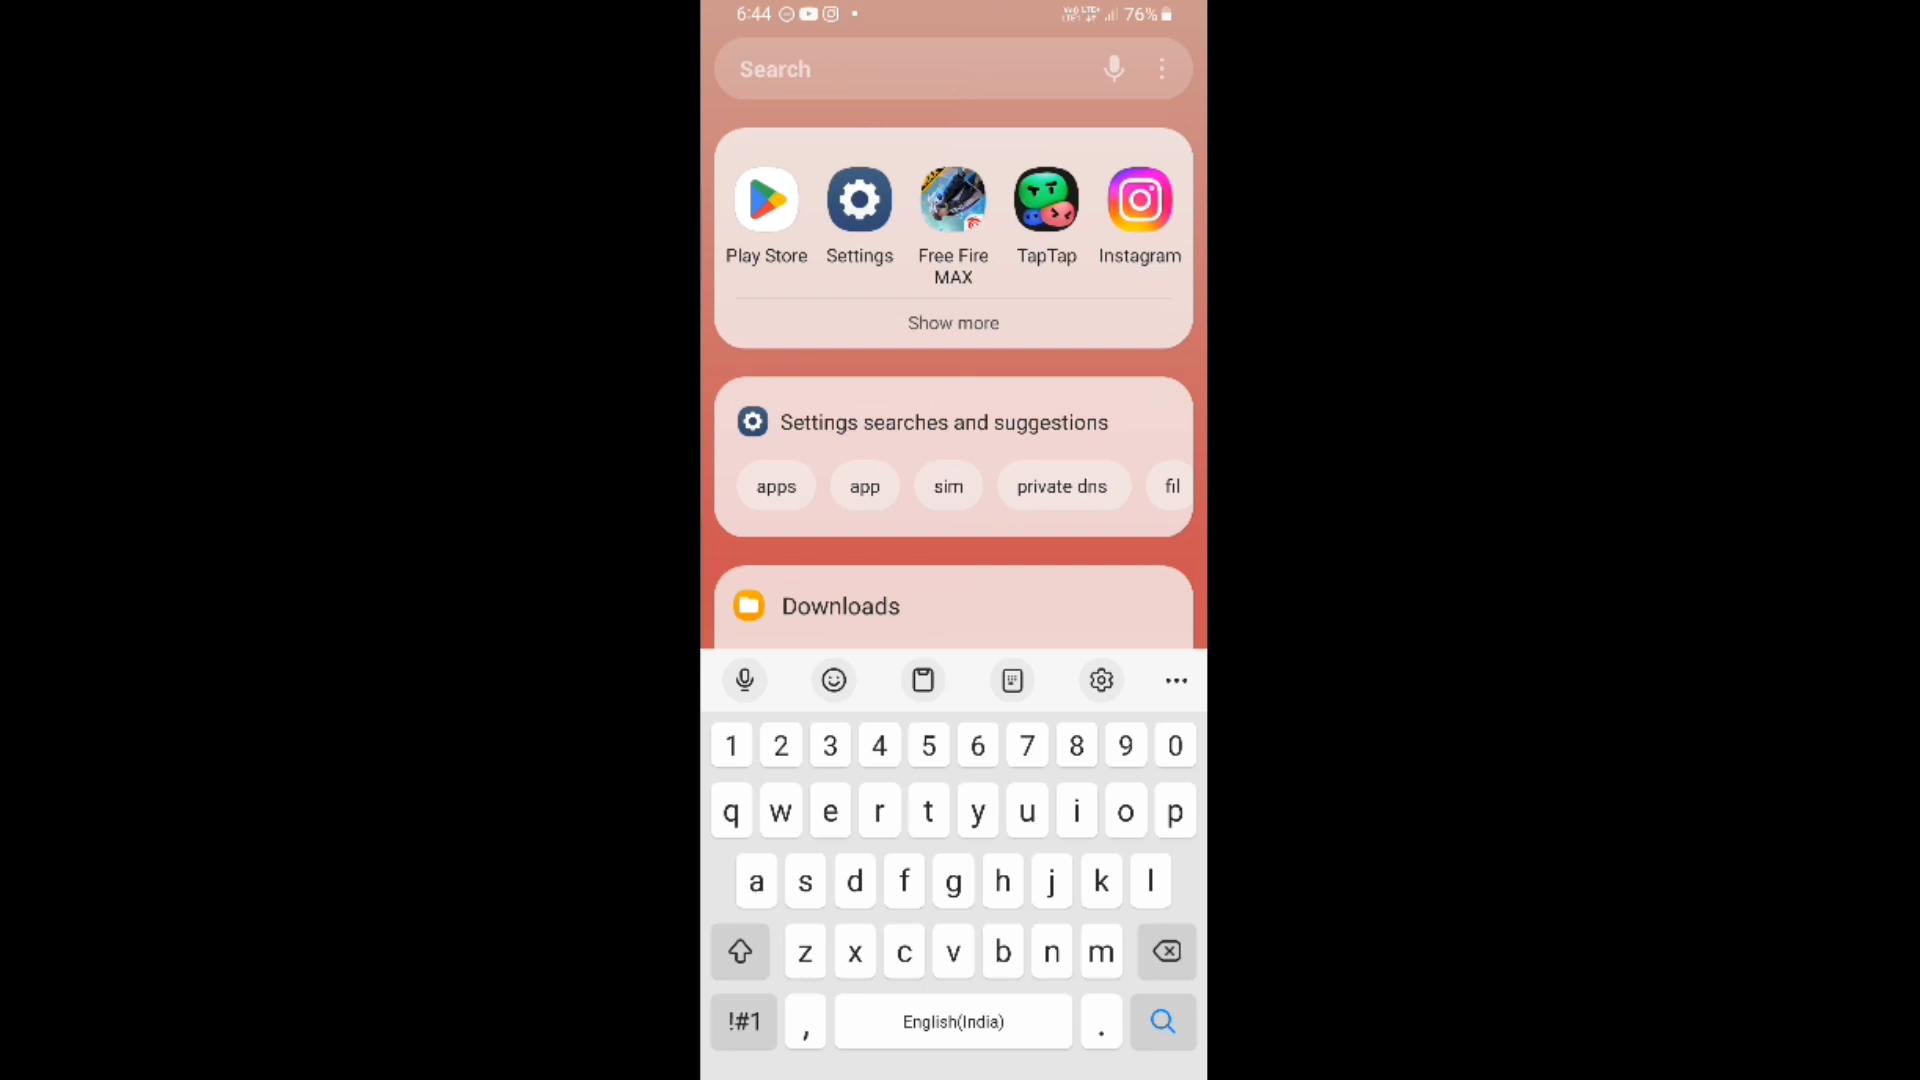 6:44 76%
Search
Play Store Settings Free Fire MAX TapTap Instagram
Show more
Settings searches and suggestions
apps app sim private dns fil
Downloads
1 2 3 4 5 6 7 8 9 0
q w e r t y u i o p
a s d f g h j k l
z x c v b n m
!#1 , English(India) .